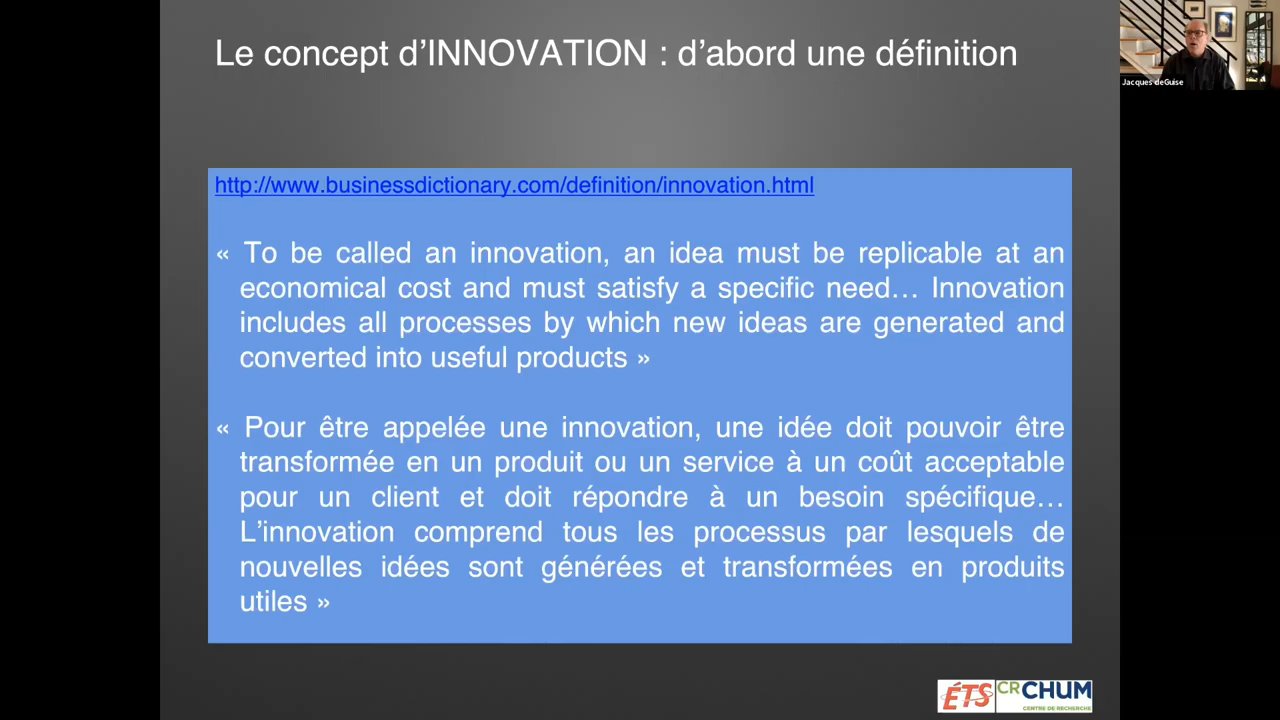 Le concept d’INNOVATION : d’abord une définition
Jacques deGuise
http://www.businessdictionary.com/definition/innovation.html
« To be called an innovation, an idea must be replicable at an
economical cost and must satisfy a specific need… Innovation
includes all processes by which new ideas are generated and
converted into useful products »
« Pour être appelée une innovation, une idée doit pouvoir être
transformée en un produit ou un service à un coût acceptable
pour un client et doit répondre à un besoin spécifique…
L’innovation comprend tous les processus par lesquels de
nouvelles idées sont générées et transformées en produits
utiles »
ÉTS CRCHUM
CENTRE DE RECHERCHE